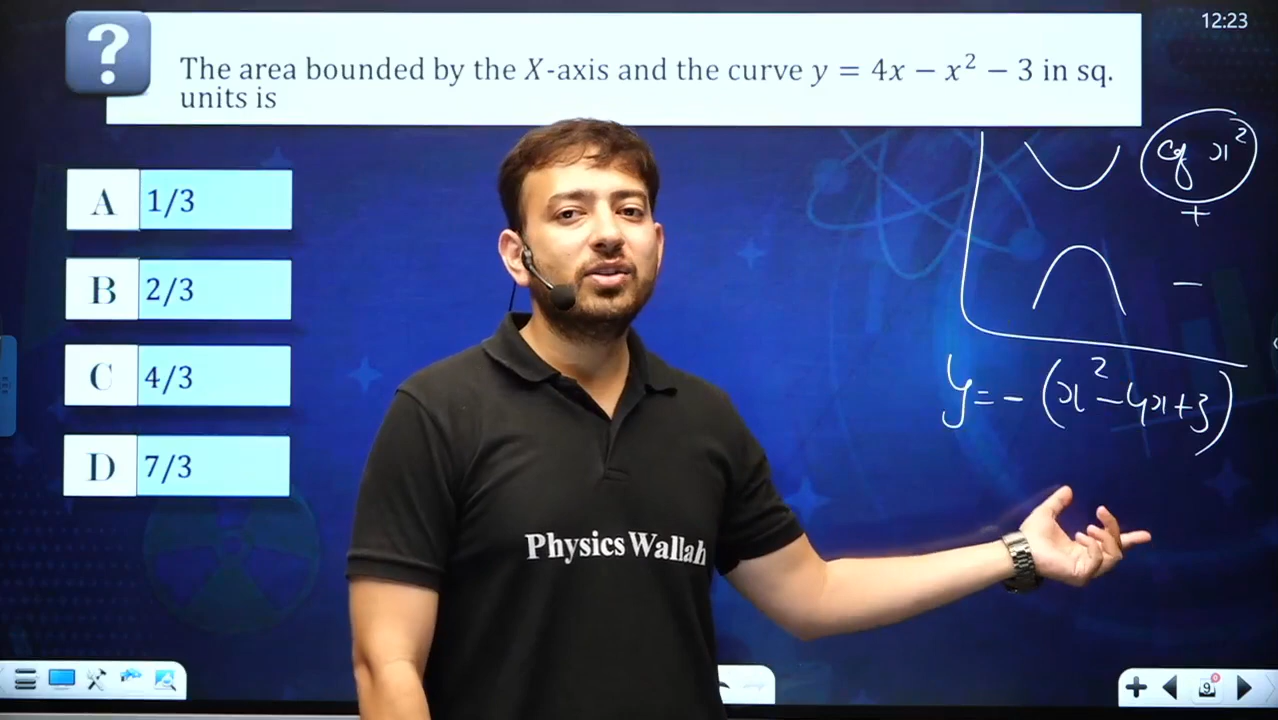 12:23
?
The area bounded by the X-axis and the curve y = 4x − x² − 3 in sq.
units is
A 1/3
B 2/3
C 4/3
D 7/3
x²
+
−
y = − (x² − 4x + 3)
Physics Wallah
9